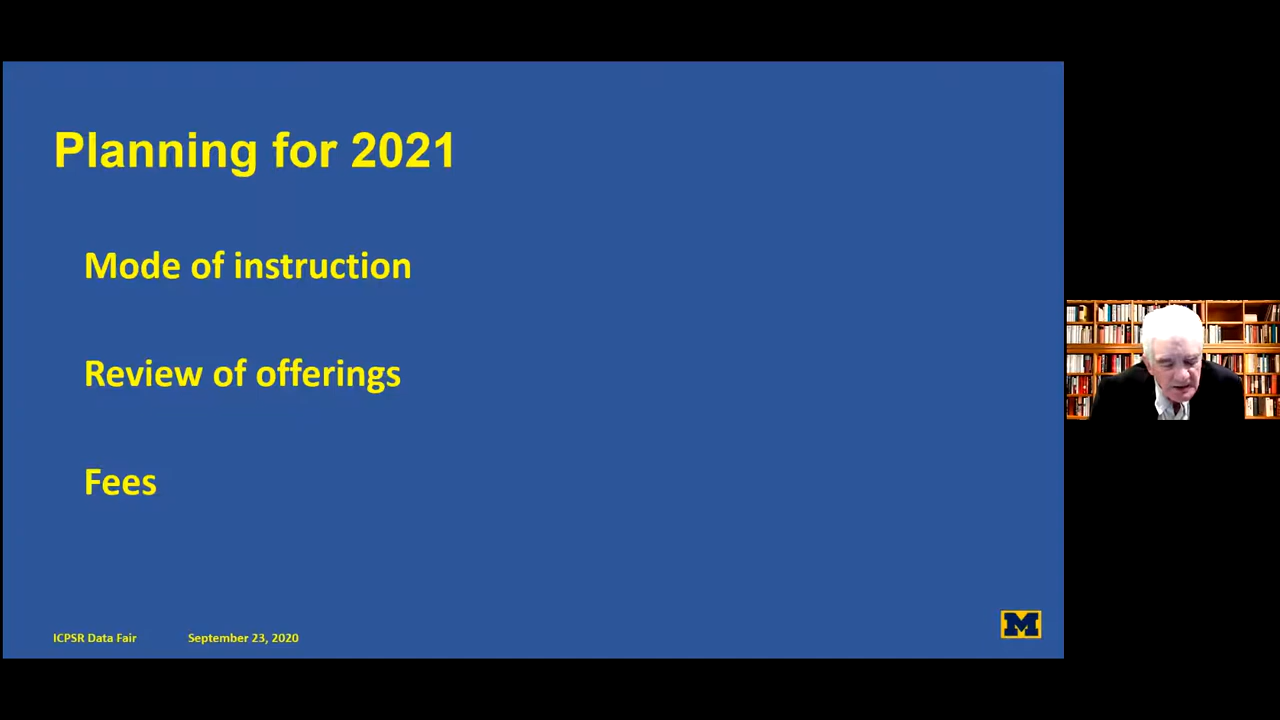 Planning for 2021
Mode of instruction
Review of offerings
Fees
ICPSR Data Fair September 23, 2020
M